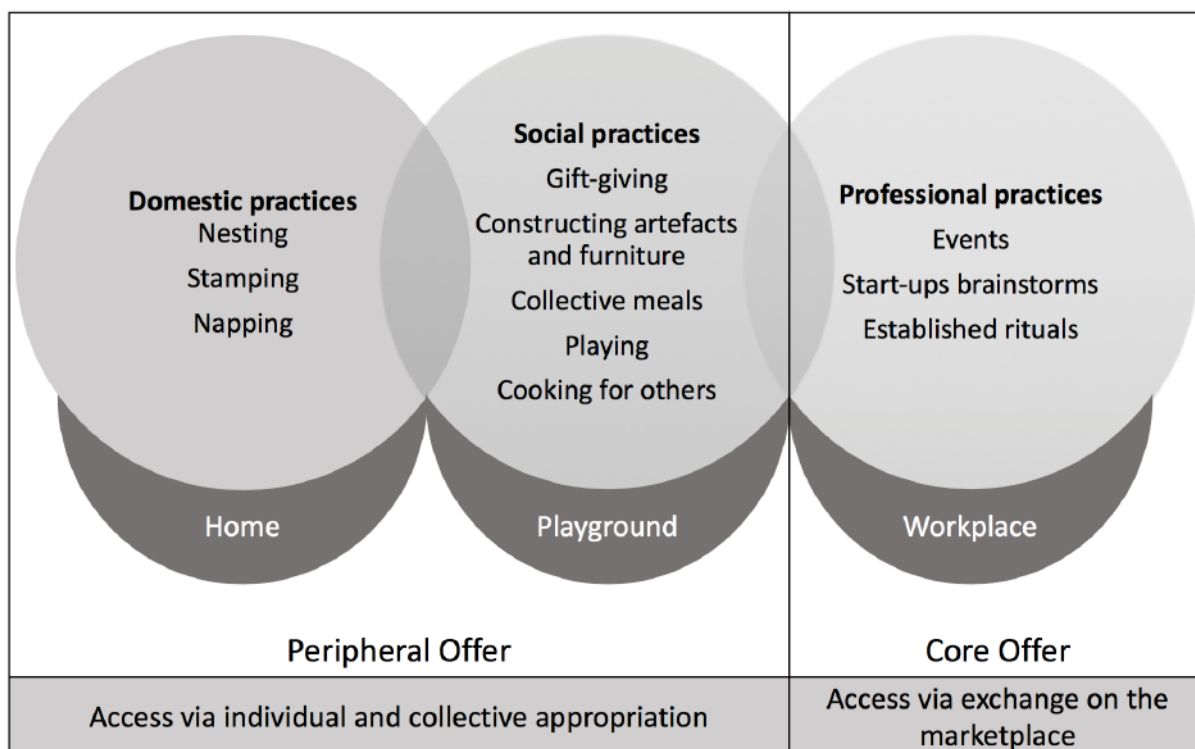 Domestic practices
Nesting
Stamping
Napping
Home
Social practices
Gift-giving
Constructing artefacts
and furniture
Collective meals
Playing
Cooking for others
Playground
Professional practices
Events
Start-ups brainstorms
Established rituals
Workplace
Peripheral Offer
Core Offer
Access via individual and collective appropriation
Access via exchange on the
marketplace